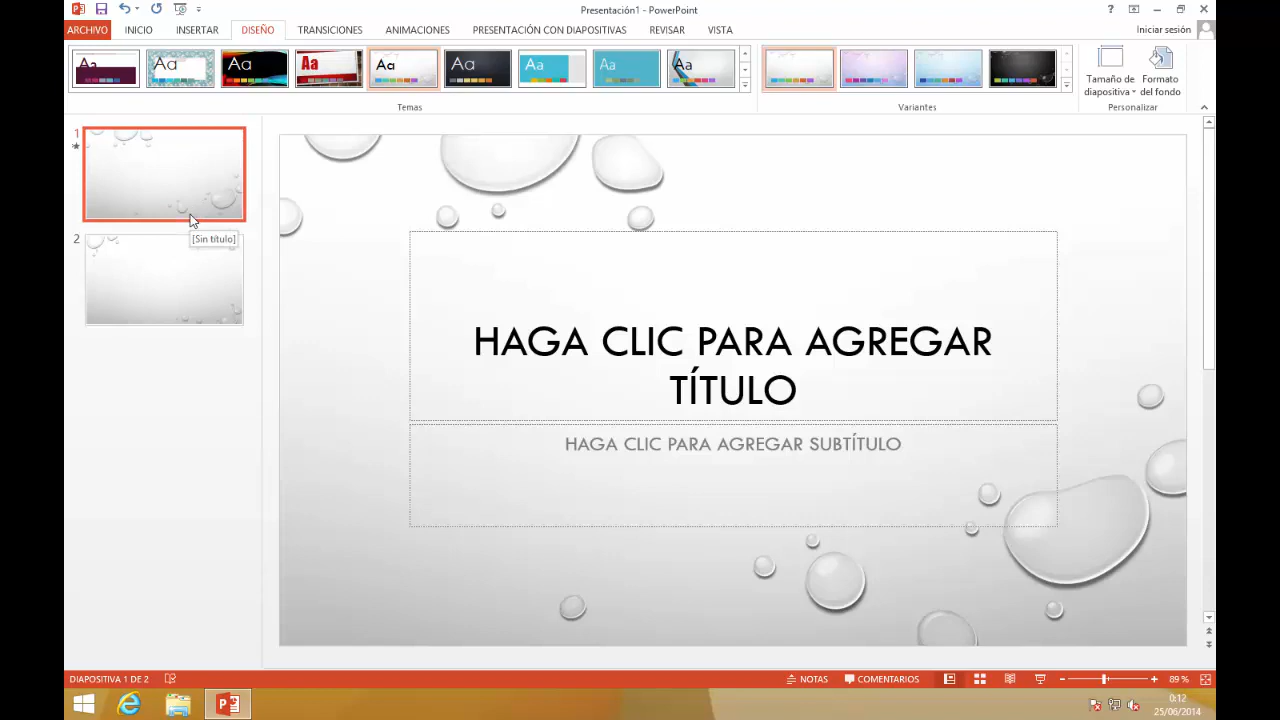 Presentación1 - PowerPoint
ARCHIVO INICIO INSERTAR DISEÑO TRANSICIONES ANIMACIONES PRESENTACIÓN CON DIAPOSITIVAS REVISAR VISTA Iniciar sesión
Aa Aa Aa Aa Aa Aa Aa Aa Aa
Tamaño de diapositiva
Formato del fondo
Temas Variantes Personalizar
1
[Sin título]
2
HAGA CLIC PARA AGREGAR
TÍTULO
HAGA CLIC PARA AGREGAR SUBTÍTULO
DIAPOSITIVA 1 DE 2 NOTAS COMENTARIOS 89 %
0:12
25/06/2014